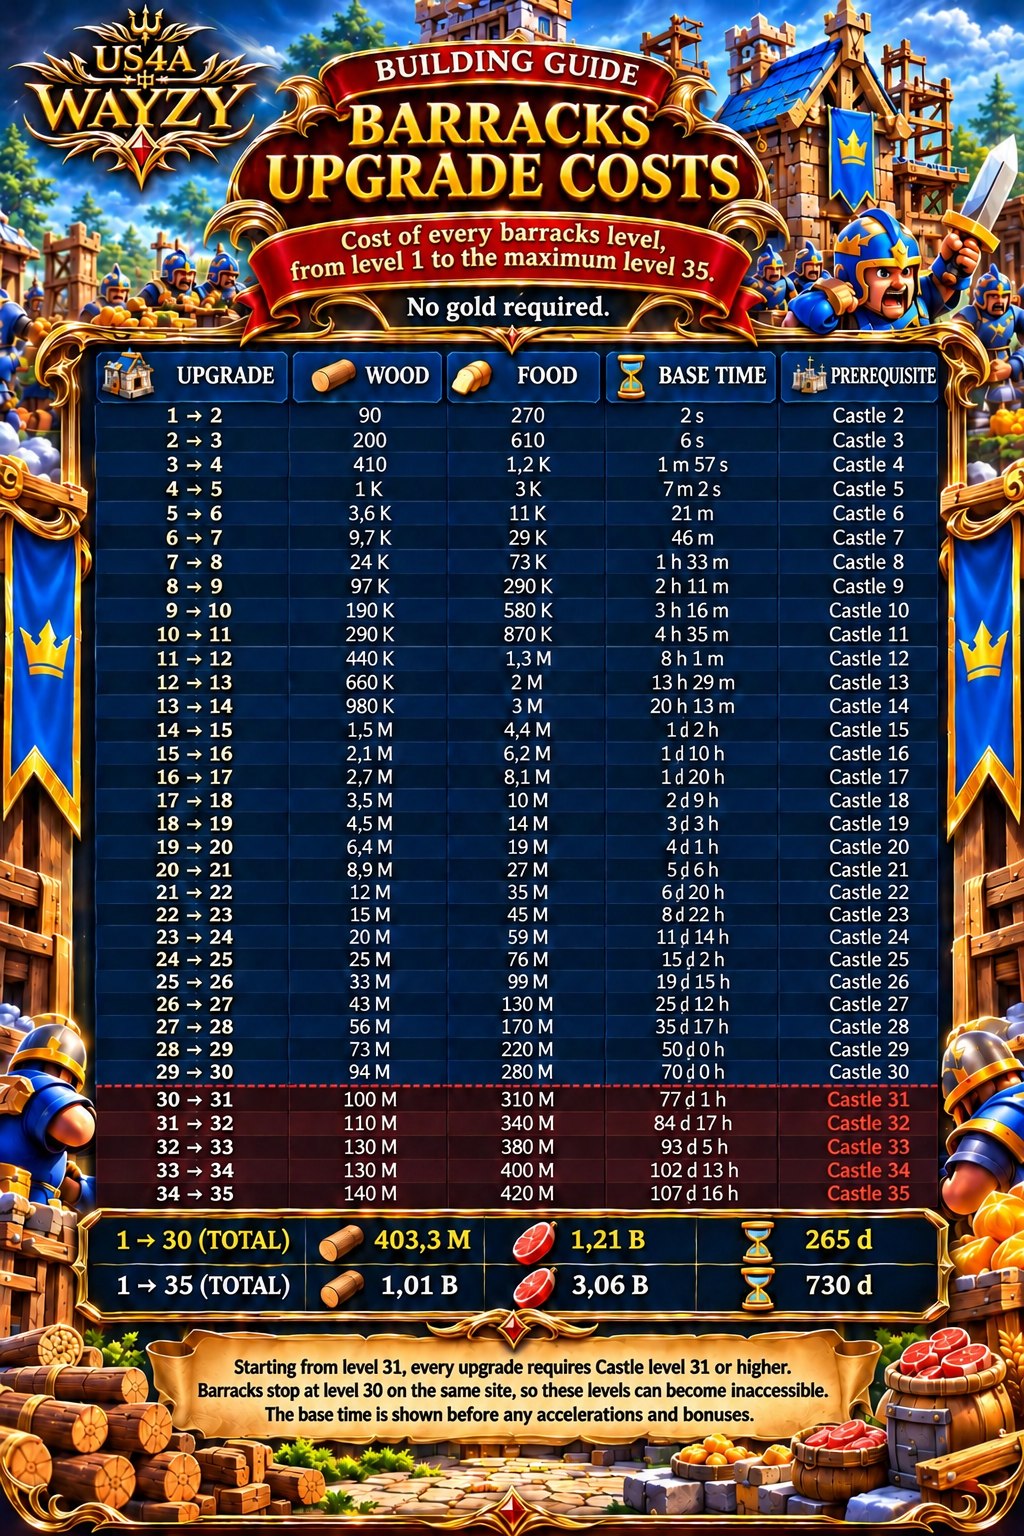 US4A
WAYZY
BUILDING GUIDE
BARRACKS
UPGRADE COSTS
Cost of every barracks level,
from level 1 to the maximum level 35.
No gold required.
UPGRADE WOOD FOOD BASE TIME PREREQUISITE
1 → 2 90 270 2 s Castle 2
2 → 3 200 610 6 s Castle 3
3 → 4 410 1,2 K 1 m 57 s Castle 4
4 → 5 1 K 3 K 7 m 2 s Castle 5
5 → 6 3,6 K 11 K 21 m Castle 6
6 → 7 9,7 K 29 K 46 m Castle 7
7 → 8 24 K 73 K 1 h 33 m Castle 8
8 → 9 97 K 290 K 2 h 11 m Castle 9
9 → 10 190 K 580 K 3 h 16 m Castle 10
10 → 11 290 K 870 K 4 h 35 m Castle 11
11 → 12 440 K 1,3 M 8 h 1 m Castle 12
12 → 13 660 K 2 M 13 h 29 m Castle 13
13 → 14 980 K 3 M 20 h 13 m Castle 14
14 → 15 1,5 M 4,4 M 1 d 2 h Castle 15
15 → 16 2,1 M 6,2 M 1 d 10 h Castle 16
16 → 17 2,7 M 8,1 M 1 d 20 h Castle 17
17 → 18 3,5 M 10 M 2 d 9 h Castle 18
18 → 19 4,5 M 14 M 3 d 3 h Castle 19
19 → 20 6,4 M 19 M 4 d 1 h Castle 20
20 → 21 8,9 M 27 M 5 d 6 h Castle 21
21 → 22 12 M 35 M 6 d 20 h Castle 22
22 → 23 15 M 45 M 8 d 22 h Castle 23
23 → 24 20 M 59 M 11 d 14 h Castle 24
24 → 25 25 M 76 M 15 d 2 h Castle 25
25 → 26 33 M 99 M 19 d 15 h Castle 26
26 → 27 43 M 130 M 25 d 12 h Castle 27
27 → 28 56 M 170 M 35 d 17 h Castle 28
28 → 29 73 M 220 M 50 d 0 h Castle 29
29 → 30 94 M 280 M 70 d 0 h Castle 30
30 → 31 100 M 310 M 77 d 1 h Castle 31
31 → 32 110 M 340 M 84 d 17 h Castle 32
32 → 33 130 M 380 M 93 d 5 h Castle 33
33 → 34 130 M 400 M 102 d 13 h Castle 34
34 → 35 140 M 420 M 107 d 16 h Castle 35
1 → 30 (TOTAL) 403,3 M 1,21 B 265 d
1 → 35 (TOTAL) 1,01 B 3,06 B 730 d
Starting from level 31, every upgrade requires Castle level 31 or higher.
Barracks stop at level 30 on the same site, so these levels can become inaccessible.
The base time is shown before any accelerations and bonuses.